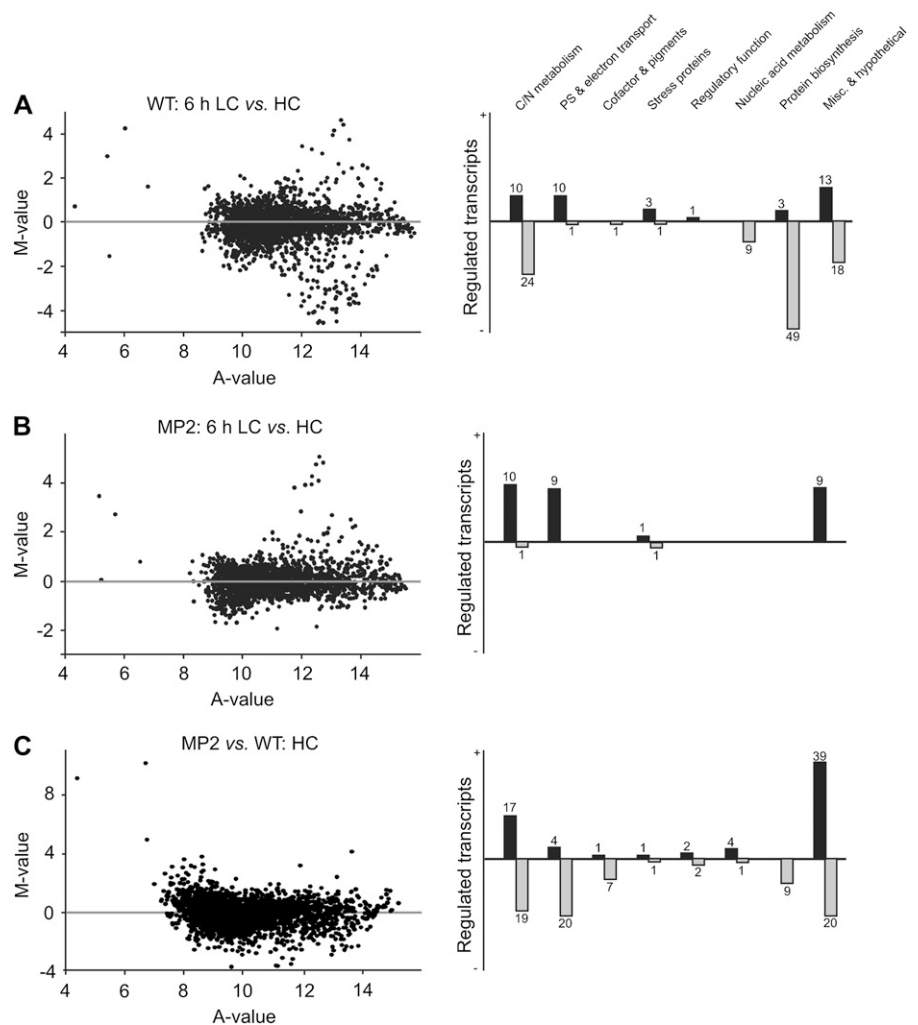 C/N metabolism
PS & electron transport
Cofactor & pigments
Stress proteins
Regulatory function
Nucleic acid metabolism
Protein biosynthesis
Misc. & hypothetical
A
WT: 6 h LC vs. HC
M-value
4
2
0
-2
-4
4 6 8 10 12 14
A-value
Regulated transcripts
+
-
10 10 3 1 3 13
24 1 1 1 9 49 18
B
MP2: 6 h LC vs. HC
M-value
4
2
0
-2
4 6 8 10 12 14
A-value
Regulated transcripts
+
-
10 9 1 9
1 1
C
MP2 vs. WT: HC
M-value
8
4
0
-4
4 6 8 10 12 14
A-value
Regulated transcripts
+
-
17 4 1 1 2 4 39
19 20 7 1 2 1 9 20